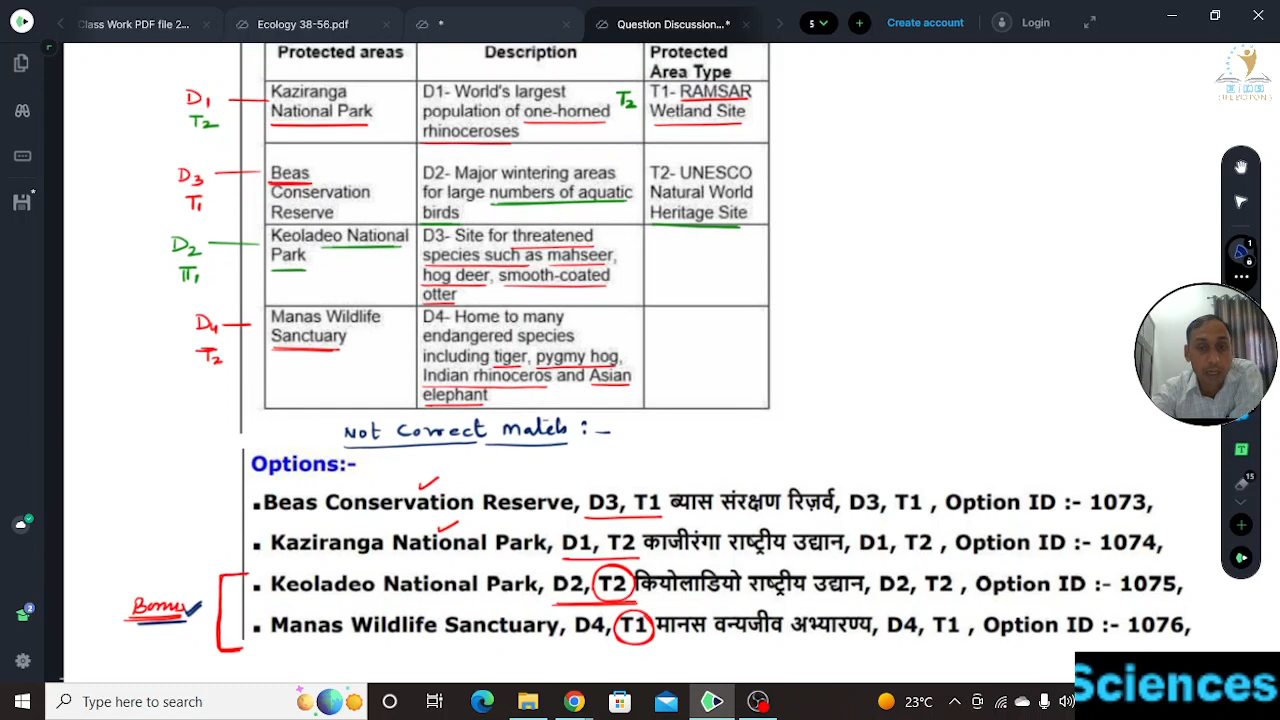 Class Work PDF file 2...
Ecology 38-56.pdf
*
Question Discussion...*
5
Create account
Login
Protected areas
Description
Protected Area Type
D1
T2
Kaziranga National Park
D1- World's largest population of one-horned rhinoceroses
T2
T1- RAMSAR Wetland Site
D3
T1
Beas Conservation Reserve
D2- Major wintering areas for large numbers of aquatic birds
T2- UNESCO Natural World Heritage Site
D2
T1
Keoladeo National Park
D3- Site for threatened species such as mahseer, hog deer, smooth-coated otter
D4
T2
Manas Wildlife Sanctuary
D4- Home to many endangered species including tiger, pygmy hog, Indian rhinoceros and Asian elephant
Not Correct Match :-
Options:-
.Beas Conservation Reserve, D3, T1 ब्यास संरक्षण रिज़र्व, D3, T1 , Option ID :- 1073,
. Kaziranga National Park, D1, T2 काजीरंगा राष्ट्रीय उद्यान, D1, T2 , Option ID :- 1074,
. Keoladeo National Park, D2, T2 कियोलाडियो राष्ट्रीय उद्यान, D2, T2 , Option ID :- 1075,
Bonus
. Manas Wildlife Sanctuary, D4, T1 मानस वन्यजीव अभ्यारण्य, D4, T1 , Option ID :- 1076,
Sciences
Type here to search
23°C